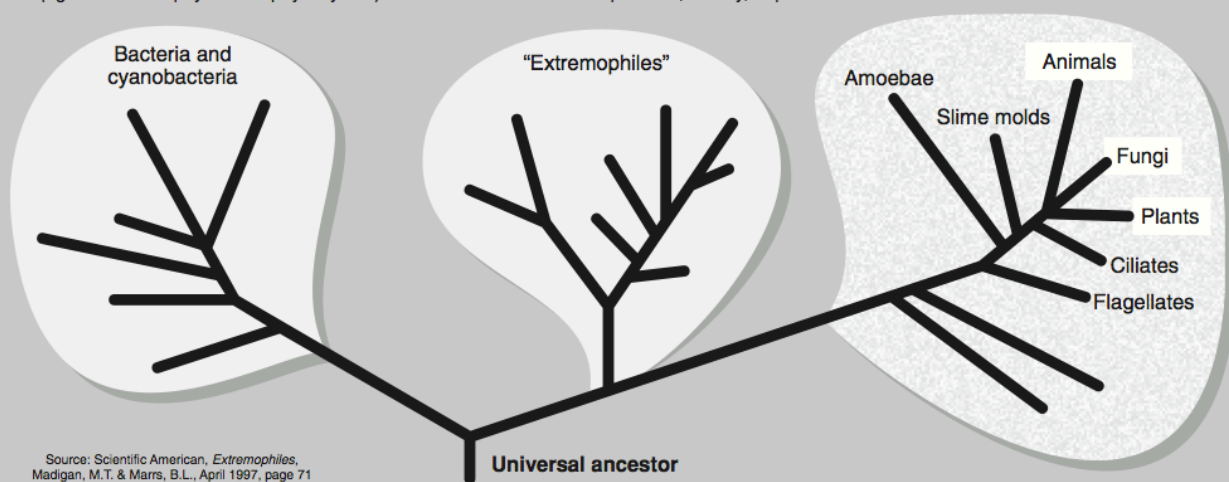 Bacteria and
cyanobacteria
“Extremophiles”
Amoebae
Animals
Slime molds
Fungi
Plants
Ciliates
Flagellates
Universal ancestor
Source: Scientific American, Extremophiles,
Madigan, M.T. & Marrs, B.L., April 1997, page 71